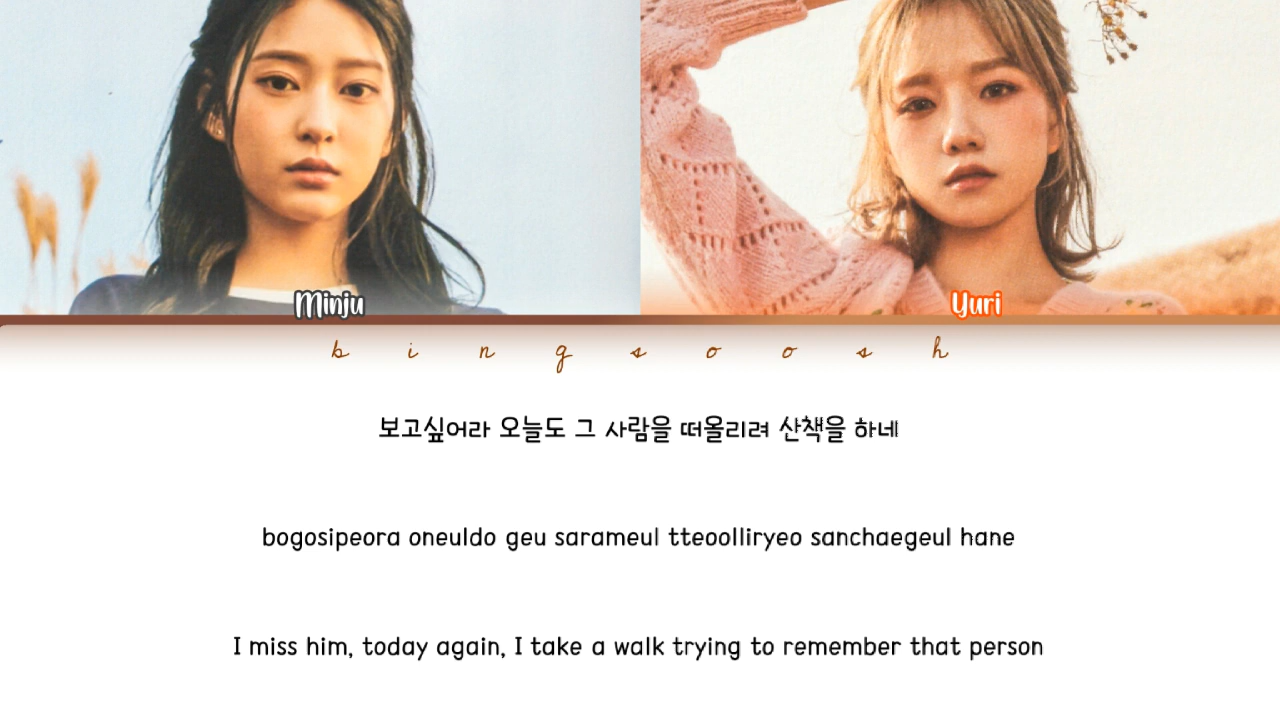 Minju
Yuri
bingsoosh
보고싶어라 오늘도 그 사람을 떠올리려 산책을 하네
bogosipeora oneuldo geu sarameul tteoolliryeo sanchaegeul hane
I miss him, today again, I take a walk trying to remember that person